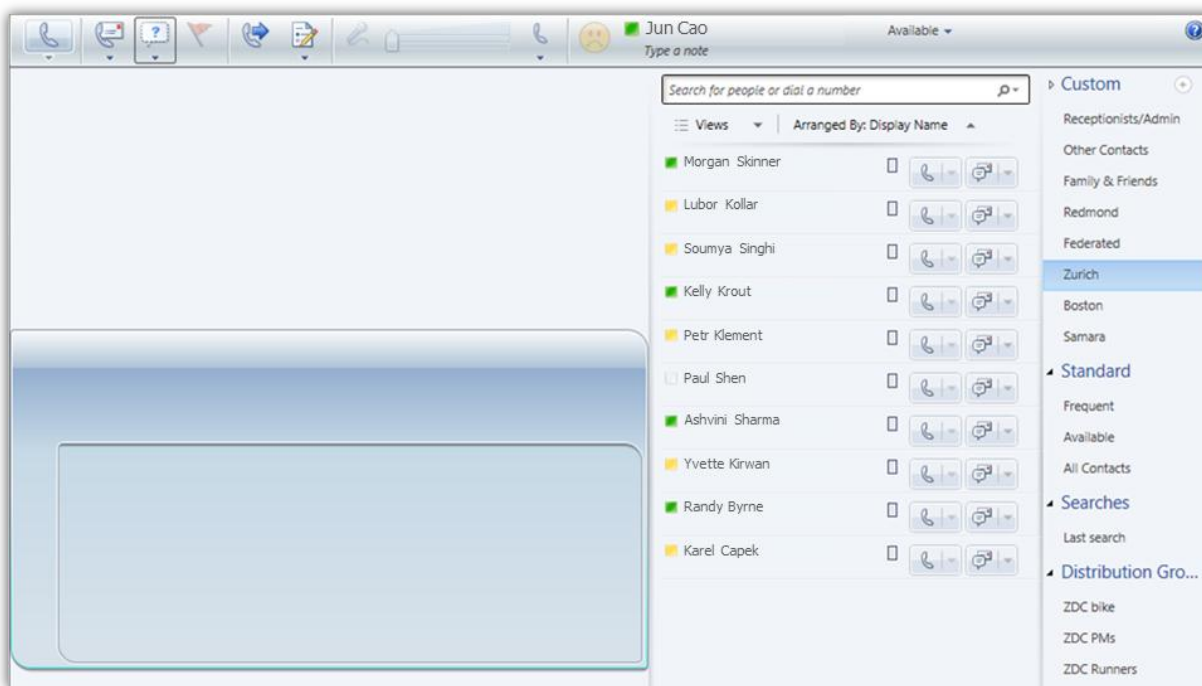 Jun Cao
Available
Type a note
Search for people or dial a number
Views
Arranged By: Display Name
Morgan Skinner
Lubor Kollar
Soumya Singhi
Kelly Krout
Petr Klement
Paul Shen
Ashvini Sharma
Yvette Kirwan
Randy Byrne
Karel Capek
Custom
Receptionists/Admin
Other Contacts
Family & Friends
Redmond
Federated
Zurich
Boston
Samara
Standard
Frequent
Available
All Contacts
Searches
Last search
Distribution Gro...
ZDC bike
ZDC PMs
ZDC Runners